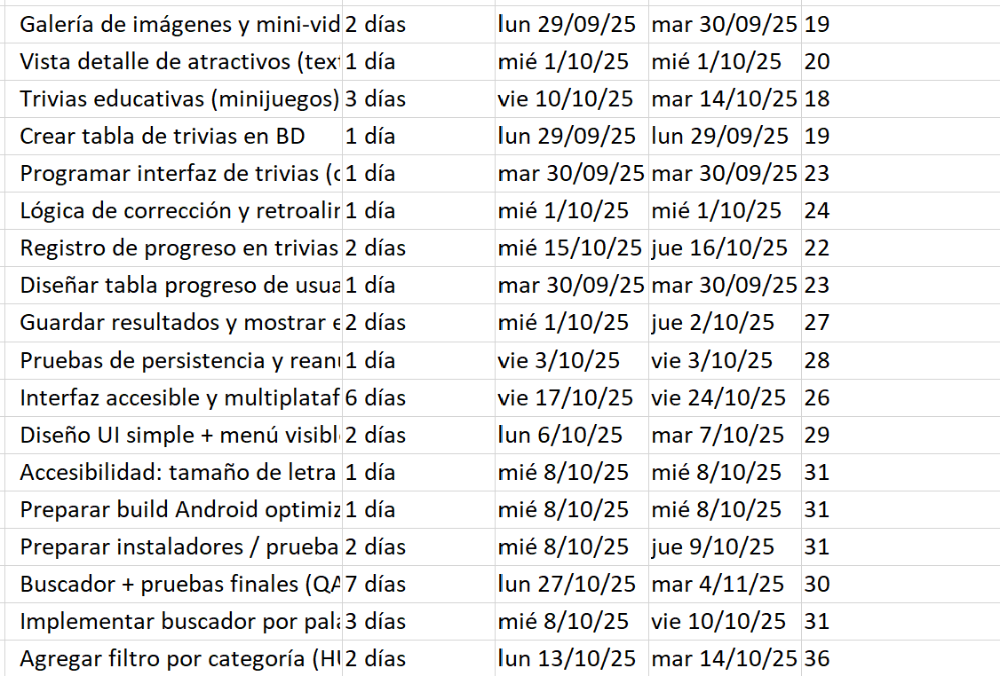 Galería de imágenes y mini-vid 2 días lun 29/09/25 mar 30/09/25 19
Vista detalle de atractivos (tex 1 día mié 1/10/25 mié 1/10/25 20
Trivias educativas (minijuegos) 3 días vie 10/10/25 mar 14/10/25 18
Crear tabla de trivias en BD 1 día lun 29/09/25 lun 29/09/25 19
Programar interfaz de trivias ( 1 día mar 30/09/25 mar 30/09/25 23
Lógica de corrección y retroali 1 día mié 1/10/25 mié 1/10/25 24
Registro de progreso en trivias 2 días mié 15/10/25 jue 16/10/25 22
Diseñar tabla progreso de usua 1 día mar 30/09/25 mar 30/09/25 23
Guardar resultados y mostrar e 2 días mié 1/10/25 jue 2/10/25 27
Pruebas de persistencia y rean 1 día vie 3/10/25 vie 3/10/25 28
Interfaz accesible y multiplataf 6 días vie 17/10/25 vie 24/10/25 26
Diseño UI simple + menú visibl 2 días lun 6/10/25 mar 7/10/25 29
Accesibilidad: tamaño de letra 1 día mié 8/10/25 mié 8/10/25 31
Preparar build Android optimiz 1 día mié 8/10/25 mié 8/10/25 31
Preparar instaladores / prueba 2 días mié 8/10/25 jue 9/10/25 31
Buscador + pruebas finales (QA 7 días lun 27/10/25 mar 4/11/25 30
Implementar buscador por pala 3 días mié 8/10/25 vie 10/10/25 31
Agregar filtro por categoría (HU 2 días lun 13/10/25 mar 14/10/25 36